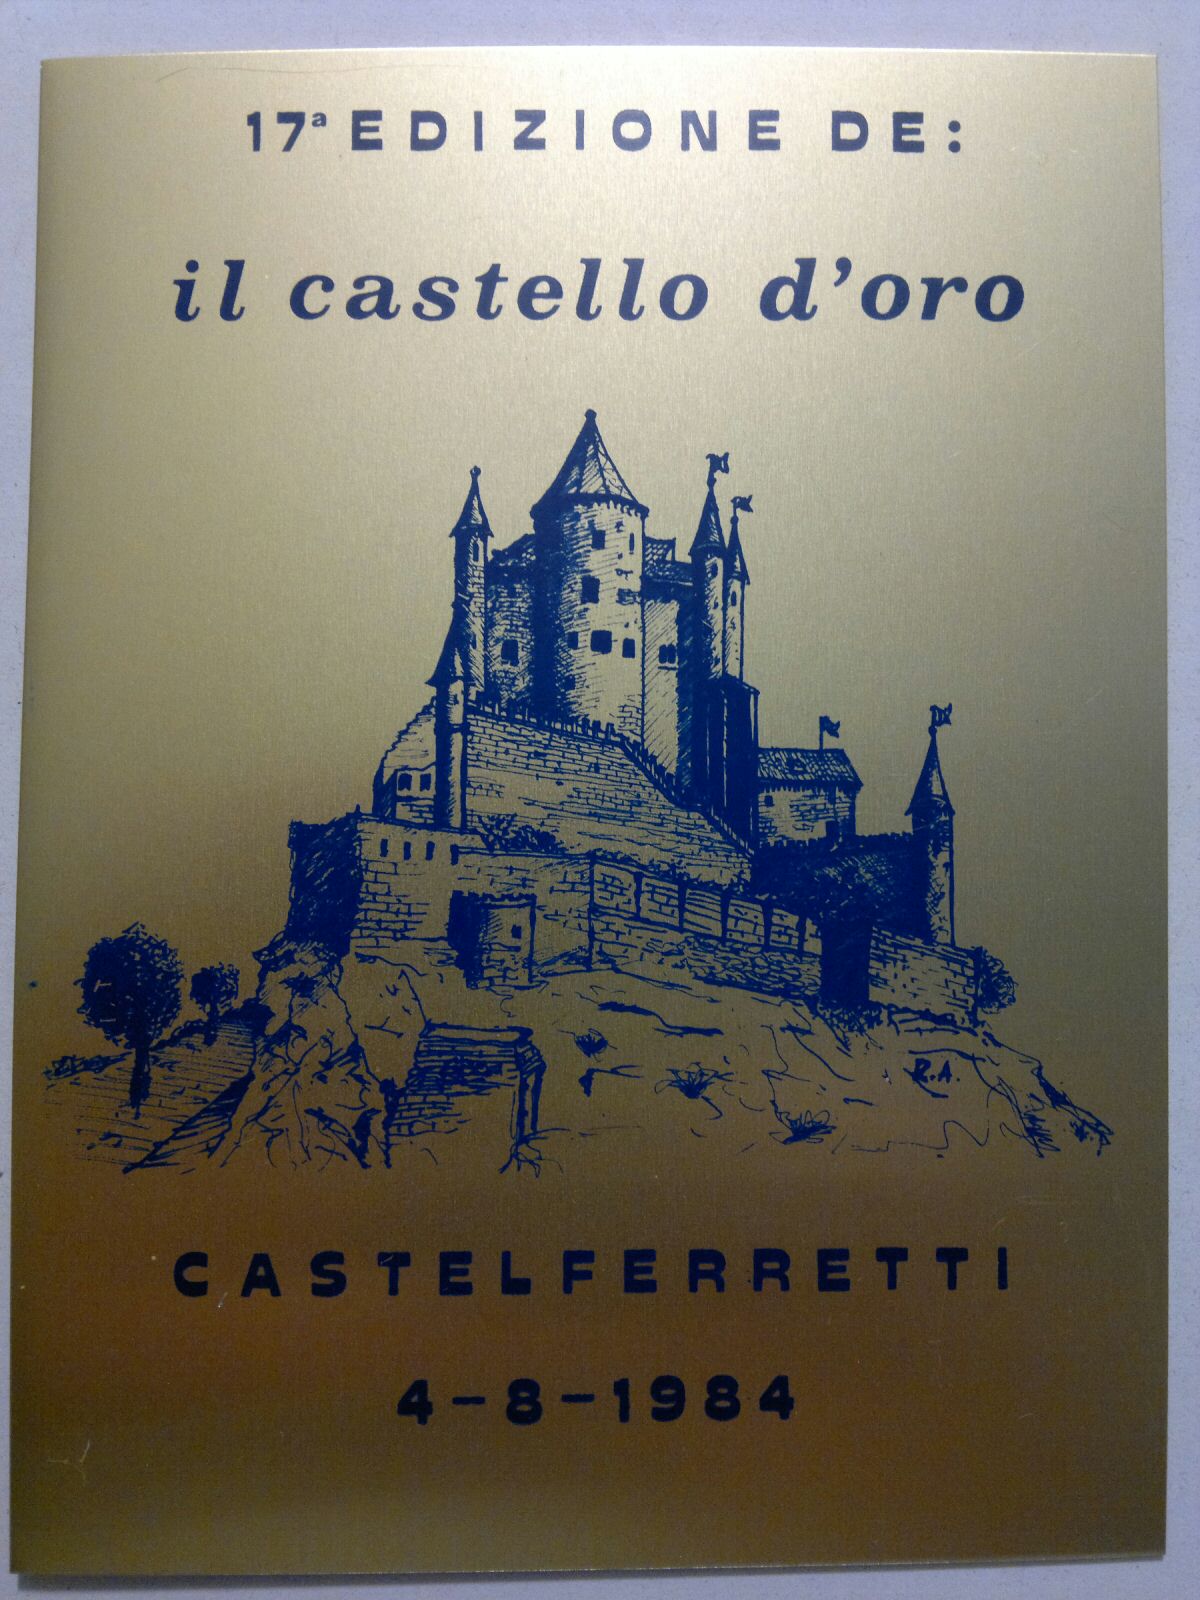 17ª EDIZIONE DE:
il castello d'oro
R.A.
CASTELFERRETTI
4-8-1984